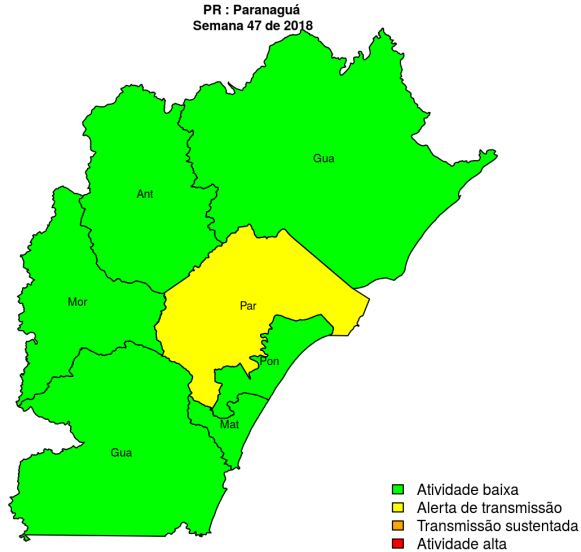 PR : Paranaguá
Semana 47 de 2018
Gua
Ant
Mor
Par
Pon
Mat
Gua
Atividade baixa
Alerta de transmissão
Transmissão sustentada
Atividade alta